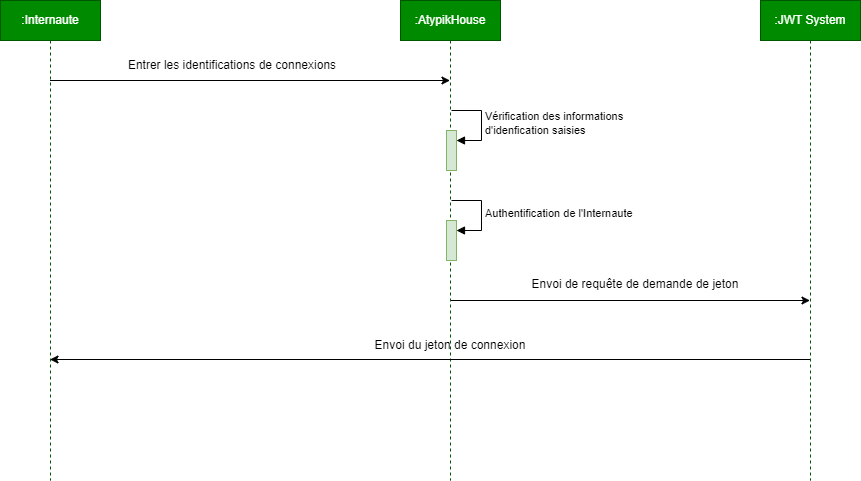 :Internaute
:AtypikHouse
:JWT System
Entrer les identifications de connexions
Vérification des informations
d'idenfication saisies
Authentification de l'Internaute
Envoi de requête de demande de jeton
Envoi du jeton de connexion